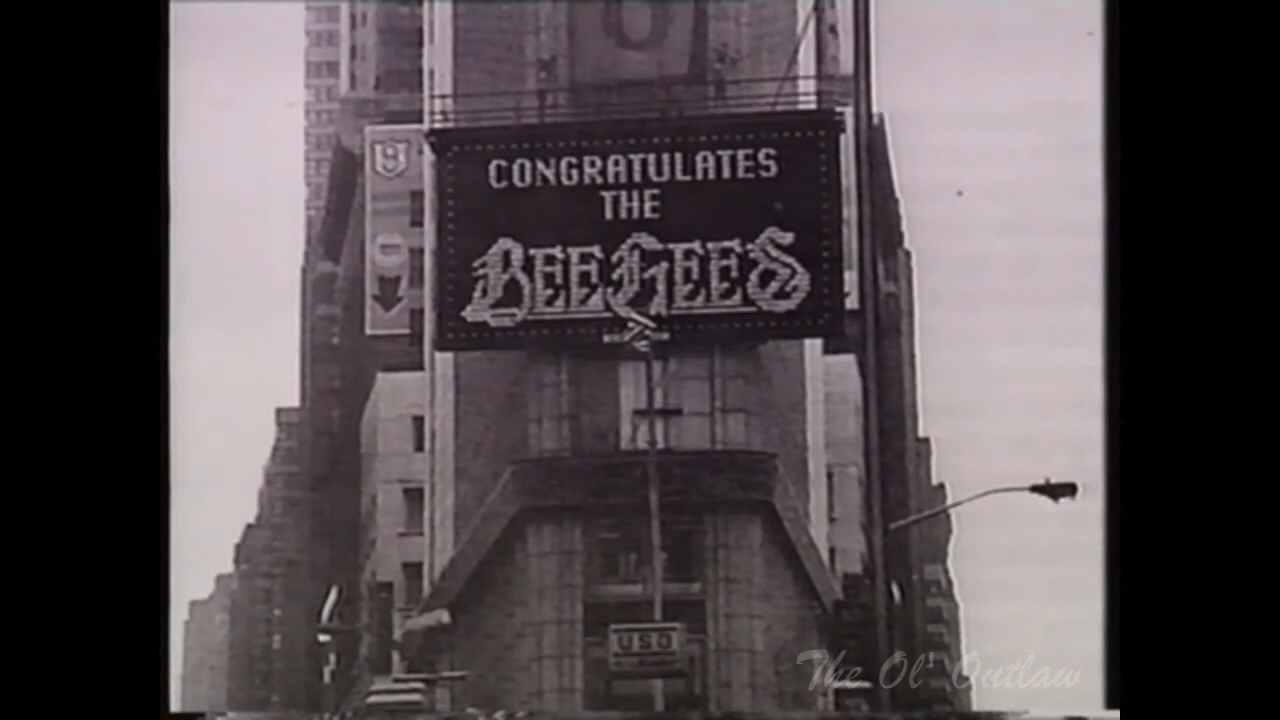 CONGRATULATES
THE
BEE GEES
USO
The Ol' Outlaw